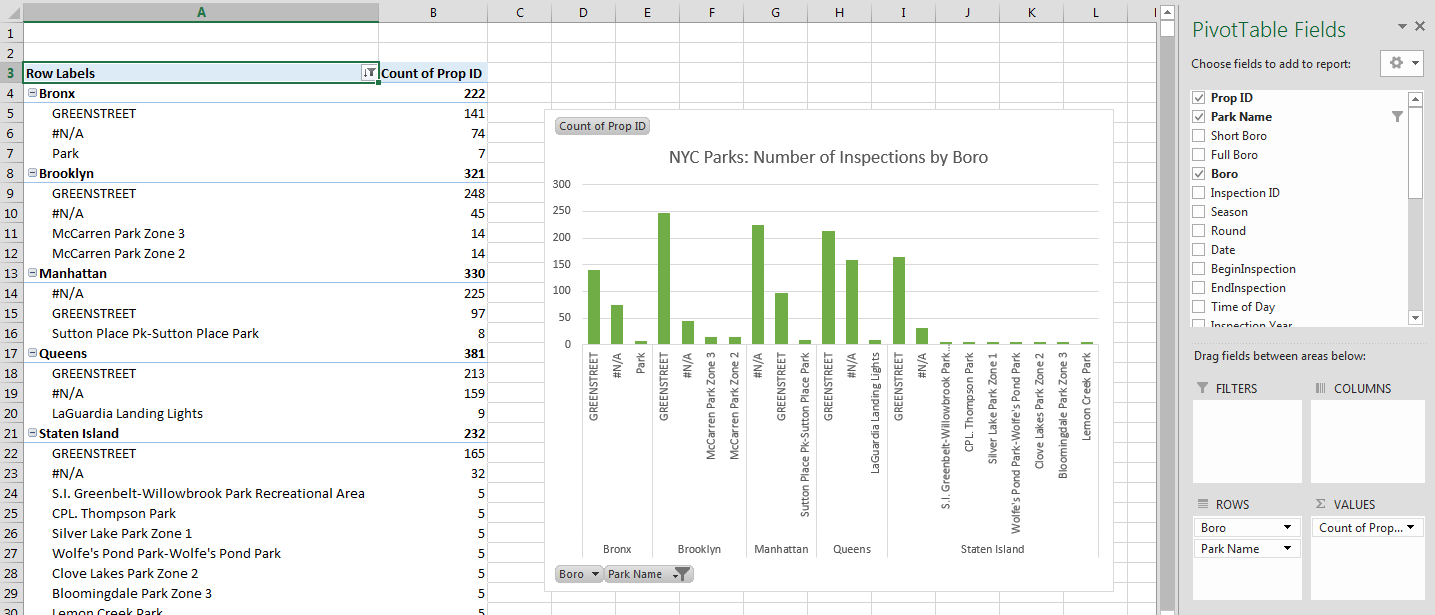 A B C D E F G H I J K L
1
2
3 Row Labels Count of Prop ID
4 Bronx 222
5 GREENSTREET 141
6 #N/A 74
7 Park 7
8 Brooklyn 321
9 GREENSTREET 248
10 #N/A 45
11 McCarren Park Zone 3 14
12 McCarren Park Zone 2 14
13 Manhattan 330
14 #N/A 225
15 GREENSTREET 97
16 Sutton Place Pk-Sutton Place Park 8
17 Queens 381
18 GREENSTREET 213
19 #N/A 159
20 LaGuardia Landing Lights 9
21 Staten Island 232
22 GREENSTREET 165
23 #N/A 32
24 S.I. Greenbelt-Willowbrook Park Recreational Area 5
25 CPL. Thompson Park 5
26 Silver Lake Park Zone 1 5
27 Wolfe's Pond Park-Wolfe's Pond Park 5
28 Clove Lakes Park Zone 2 5
29 Bloomingdale Park Zone 3 5
30 Lemon Creek Park 5
Count of Prop ID
NYC Parks: Number of Inspections by Boro
300
250
200
150
100
50
0
GREENSTREET
#N/A
Park
GREENSTREET
#N/A
McCarren Park Zone 3
McCarren Park Zone 2
#N/A
GREENSTREET
Sutton Place Pk-Sutton Place Park
GREENSTREET
#N/A
LaGuardia Landing Lights
GREENSTREET
#N/A
S.I. Greenbelt-Willowbrook Park...
CPL. Thompson Park
Silver Lake Park Zone 1
Wolfe's Pond Park-Wolfe's Pond Park
Clove Lakes Park Zone 2
Bloomingdale Park Zone 3
Lemon Creek Park
Bronx Brooklyn Manhattan Queens Staten Island
Boro Park Name
PivotTable Fields
Choose fields to add to report:
Prop ID
Park Name
Short Boro
Full Boro
Boro
Inspection ID
Season
Round
Date
BeginInspection
EndInspection
Time of Day
Inspection Year
Drag fields between areas below:
FILTERS COLUMNS
ROWS Σ VALUES
Boro Count of Prop...
Park Name